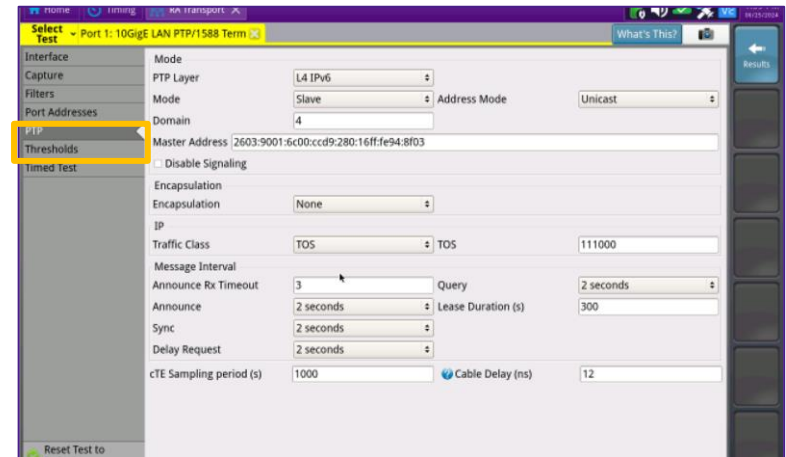 Home Timing RA Transport X VC 06/25/2024
Select Test Port 1: 10GigE LAN PTP/1588 Term What's This?
Results
Interface
Capture
Filters
Port Addresses
PTP
Thresholds
Timed Test
Mode
PTP Layer L4 IPv6
Mode Slave Address Mode Unicast
Domain 4
Master Address 2603:9001:6c00:ccd9:280:16ff:fe94:8f03
Disable Signaling
Encapsulation
Encapsulation None
IP
Traffic Class TOS TOS 111000
Message Interval
Announce Rx Timeout 3 Query 2 seconds
Announce 2 seconds Lease Duration (s) 300
Sync 2 seconds
Delay Request 2 seconds
cTE Sampling period (s) 1000 Cable Delay (ns) 12
Reset Test to